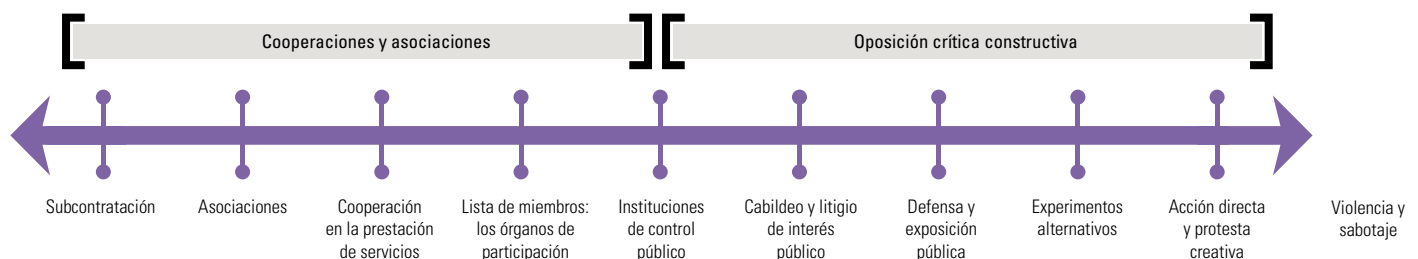 Cooperaciones y asociaciones
Oposición crítica constructiva
Subcontratación
Asociaciones
Cooperación
en la prestación
de servicios
Lista de miembros:
los órganos de
participación
Instituciones
de control
público
Cabildeo y litigio
de interés
público
Defensa y
exposición
pública
Experimentos
alternativos
Acción directa
y protesta
creativa
Violencia y
sabotaje